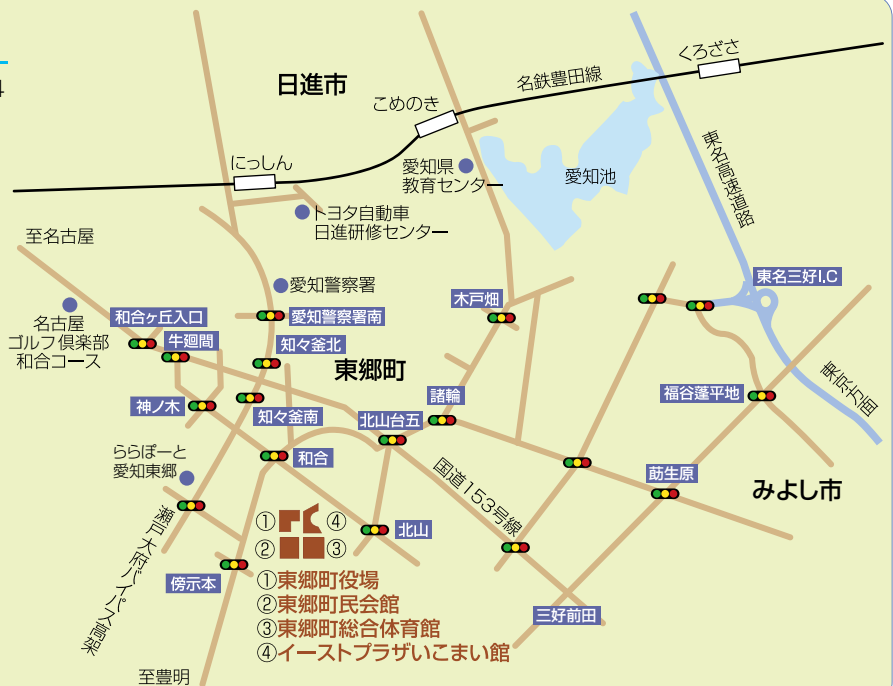 4
日進市
くろざさ
名鉄豊田線
こめのき
東名高速道路
にっしん
愛知県
教育センター
愛知池
トヨタ自動車
日進研修センター
至名古屋
愛知警察署
東名三好I.C
木戸畑
名古屋
ゴルフ倶楽部
和合コース
和合ヶ丘入口
愛知警察署南
牛廻間
知々釜北
東郷町
東京方面
神ノ木
知々釜南
北山台五
諸輪
福谷蓬平地
ららぽーと
愛知東郷
和合
国道153号線
莇生原
みよし市
瀬戸大府バイパス高架
①
④
②
③
北山
傍示本
①東郷町役場
②東郷町民会館
③東郷町総合体育館
④イーストプラザいこまい館
三好前田
至豊明